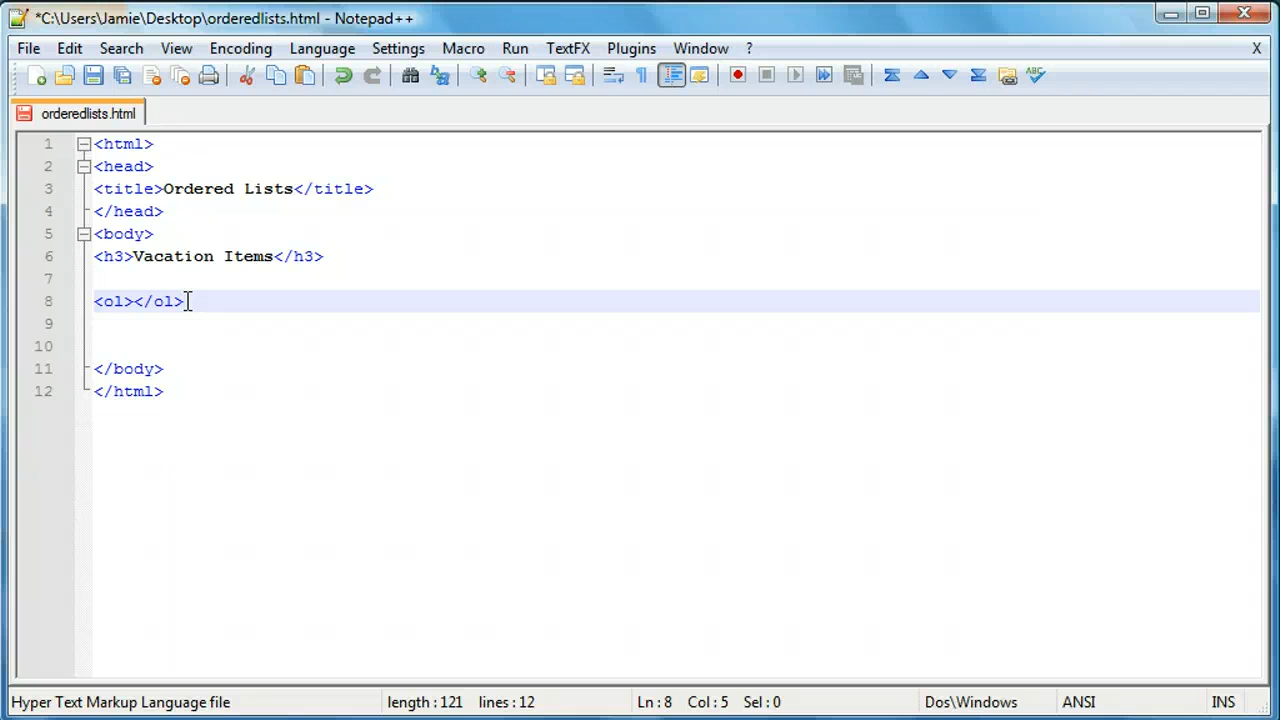 *C:\Users\Jamie\Desktop\orderedlists.html - Notepad++
File Edit Search View Encoding Language Settings Macro Run TextFX Plugins Window ? X
ABC
orderedlists.html
1 <html>
2 <head>
3 <title>Ordered Lists</title>
4 </head>
5 <body>
6 <h3>Vacation Items</h3>
7
8 <ol></ol>
9
10
11 </body>
12 </html>
Hyper Text Markup Language file length : 121 lines : 12 Ln : 8 Col : 5 Sel : 0 Dos\Windows ANSI INS